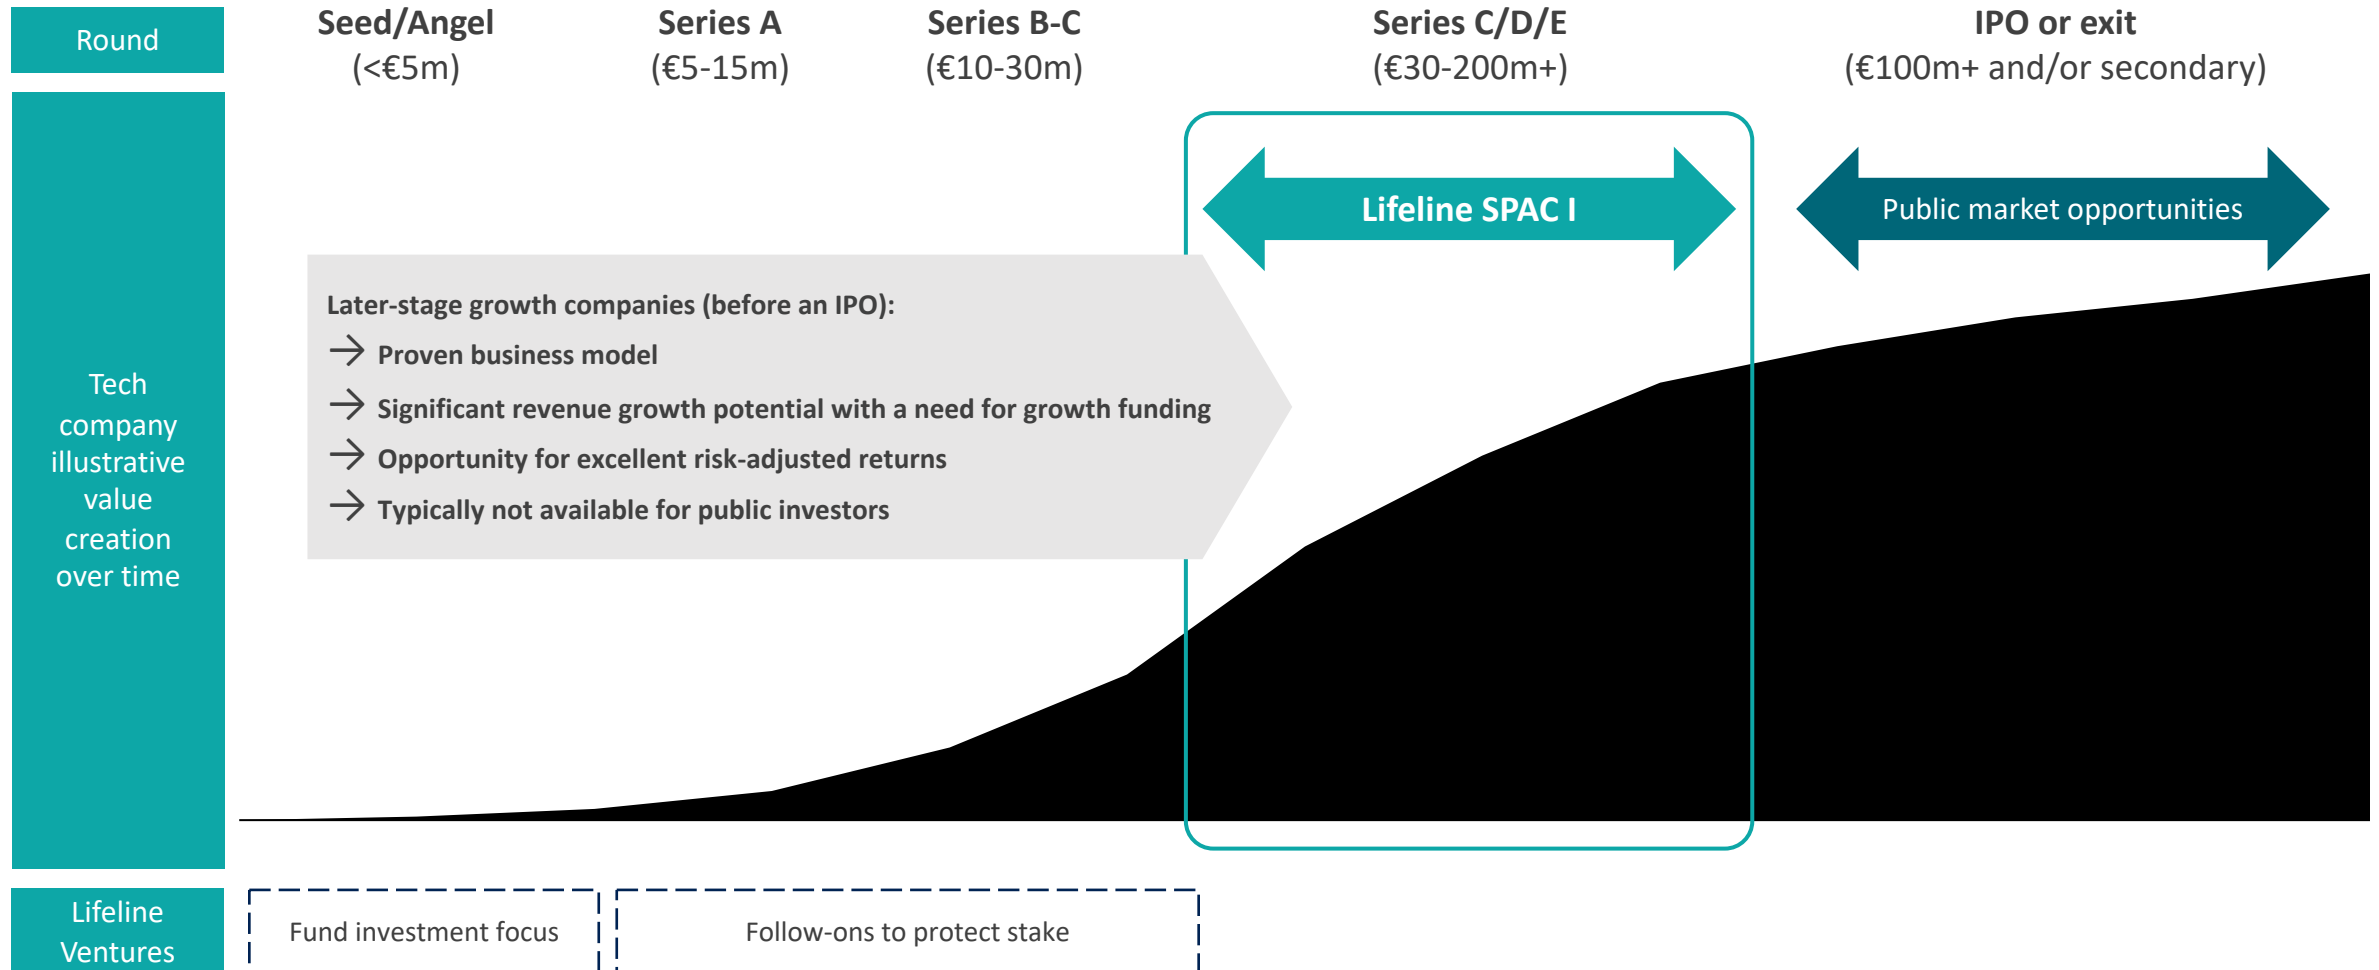 Round
Seed/Angel
(<€5m)
Series A
(€5-15m)
Series B-C
(€10-30m)
Series C/D/E
(€30-200m+)
IPO or exit
(€100m+ and/or secondary)
Tech
company
illustrative
value
creation
over time
Lifeline SPAC I
Public market opportunities
Later-stage growth companies (before an IPO):
→ Proven business model
→ Significant revenue growth potential with a need for growth funding
→ Opportunity for excellent risk-adjusted returns
→ Typically not available for public investors
Lifeline
Ventures
Fund investment focus
Follow-ons to protect stake